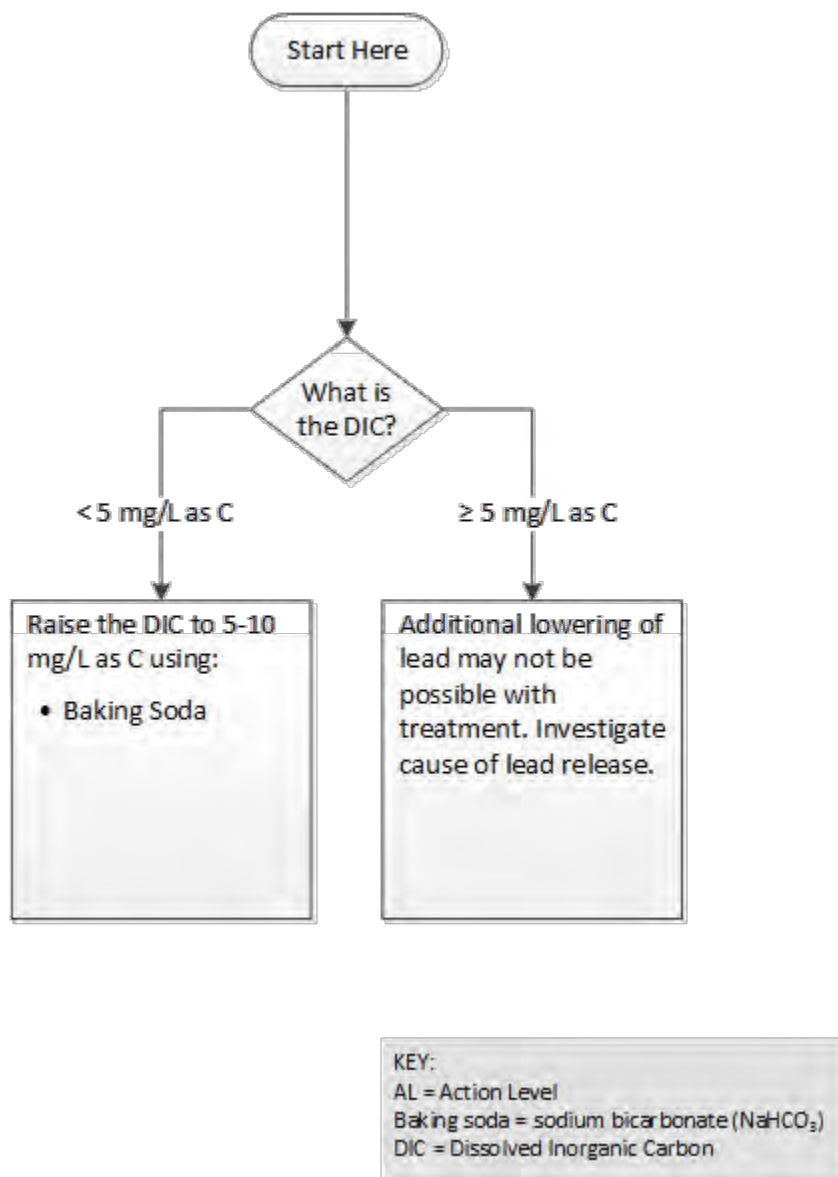 Start Here
What is
the DIC?
< 5 mg/L as C
≥ 5 mg/L as C
Raise the DIC to 5-10
mg/L as C using:
• Baking Soda
Additional lowering of
lead may not be
possible with
treatment. Investigate
cause of lead release.
KEY:
AL = Action Level
Baking soda = sodium bicarbonate (NaHCO₃)
DIC = Dissolved Inorganic Carbon